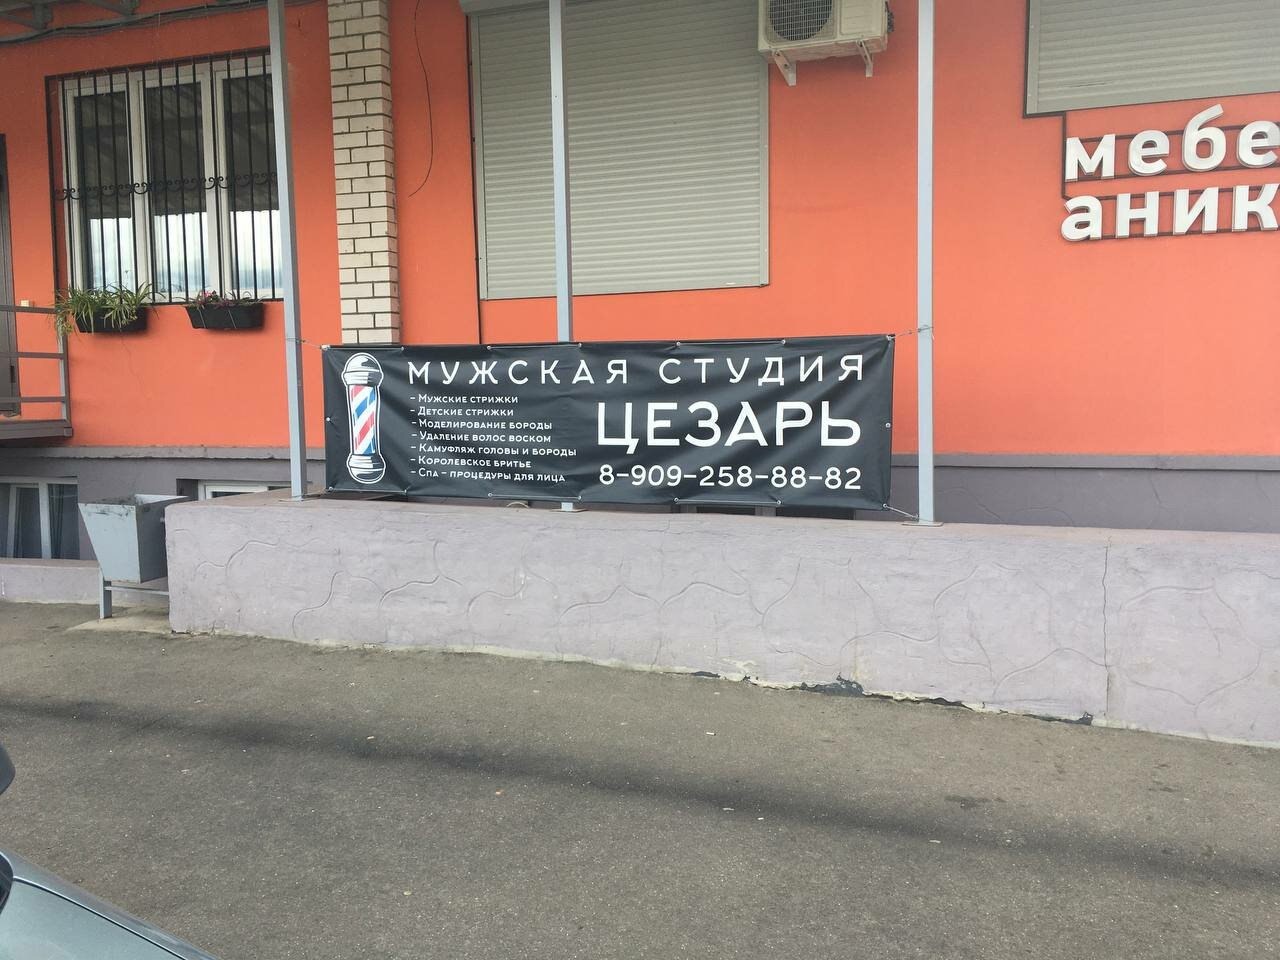 мебе
аник
МУЖСКАЯ СТУДИЯ
ЦЕЗАРЬ
8-909-258-88-82
- Мужские стрижки
- Детские стрижки
- Моделирование бороды
- Удаление волос воском
- Камуфляж головы и бороды
- Королевское бритье
- Спа - процедуры для лица